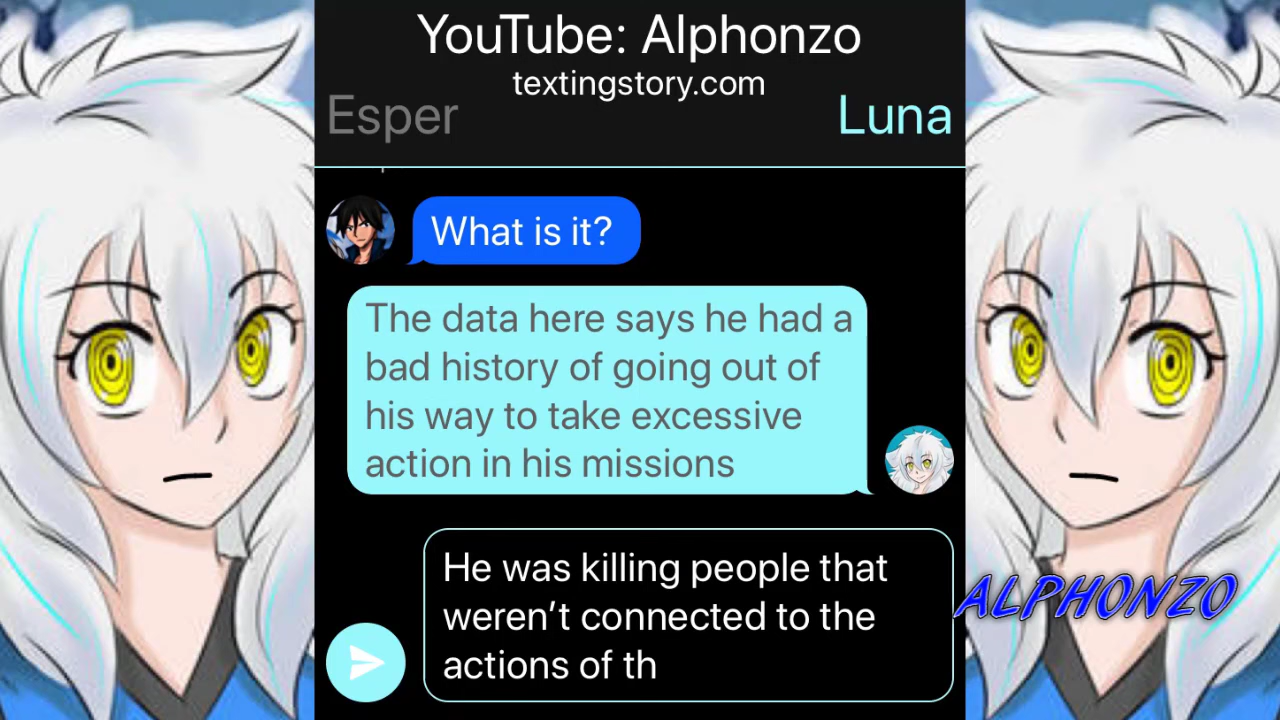 YouTube: Alphonzo
textingstory.com
Esper
Luna
What is it?
The data here says he had a
bad history of going out of
his way to take excessive
action in his missions
He was killing people that
weren’t connected to the
actions of th
ALPHONZO